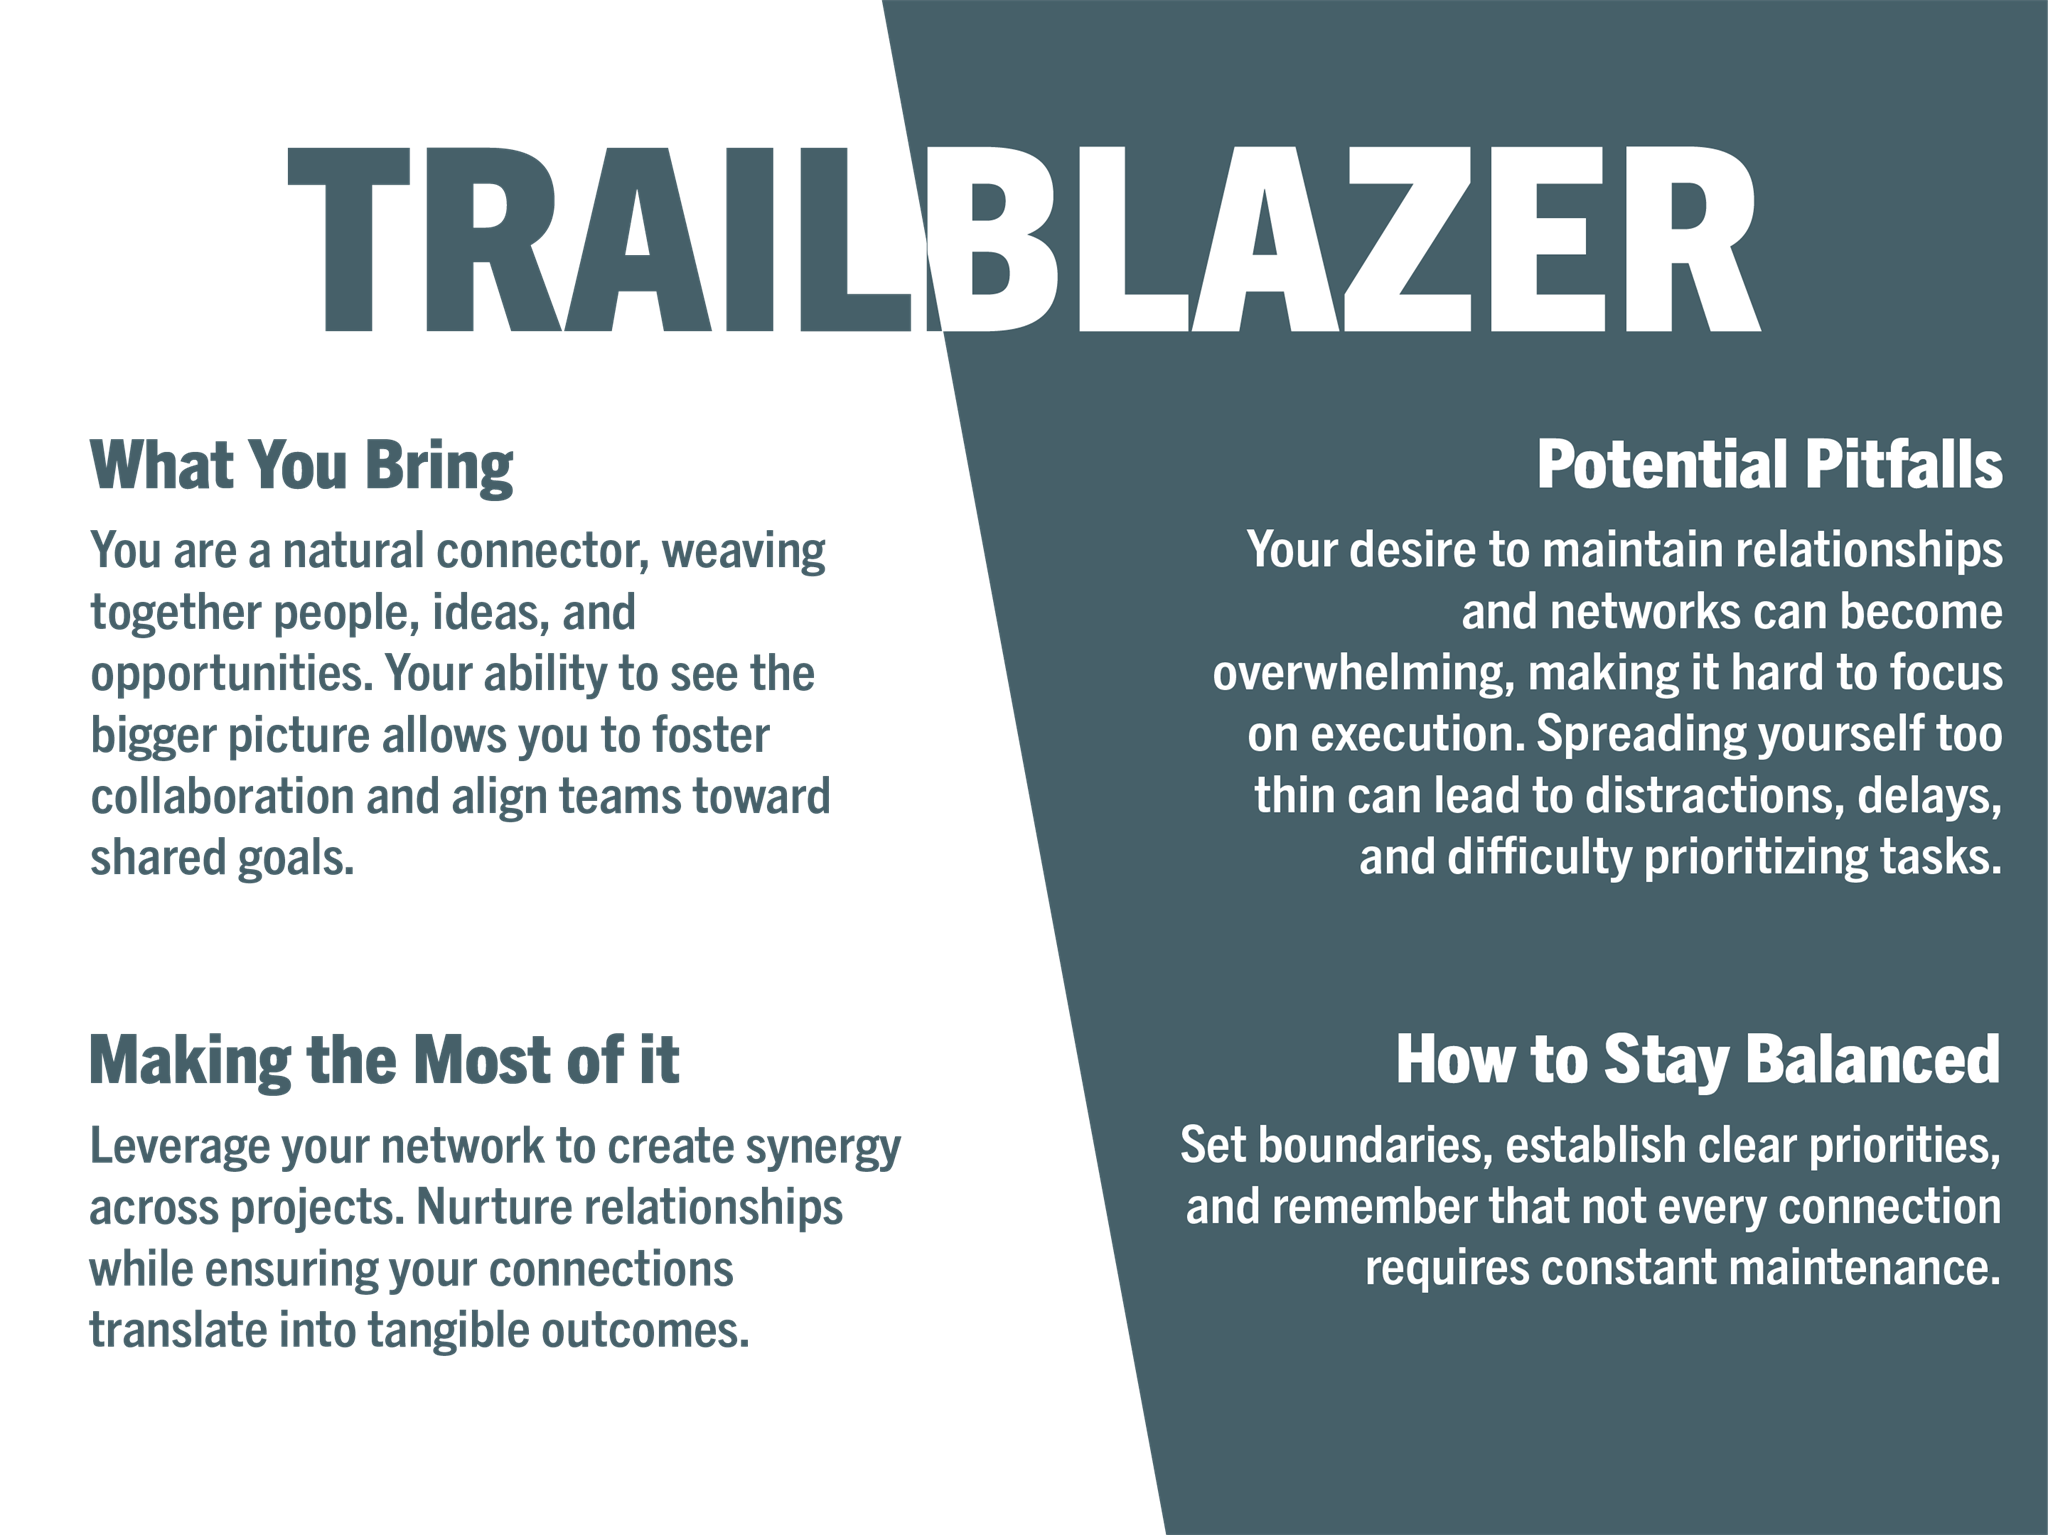 TRAILBLAZER
What You Bring
You are a natural connector, weaving
together people, ideas, and
opportunities. Your ability to see the
bigger picture allows you to foster
collaboration and align teams toward
shared goals.
Potential Pitfalls
Your desire to maintain relationships
and networks can become
overwhelming, making it hard to focus
on execution. Spreading yourself too
thin can lead to distractions, delays,
and difficulty prioritizing tasks.
Making the Most of it
Leverage your network to create synergy
across projects. Nurture relationships
while ensuring your connections
translate into tangible outcomes.
How to Stay Balanced
Set boundaries, establish clear priorities,
and remember that not every connection
requires constant maintenance.